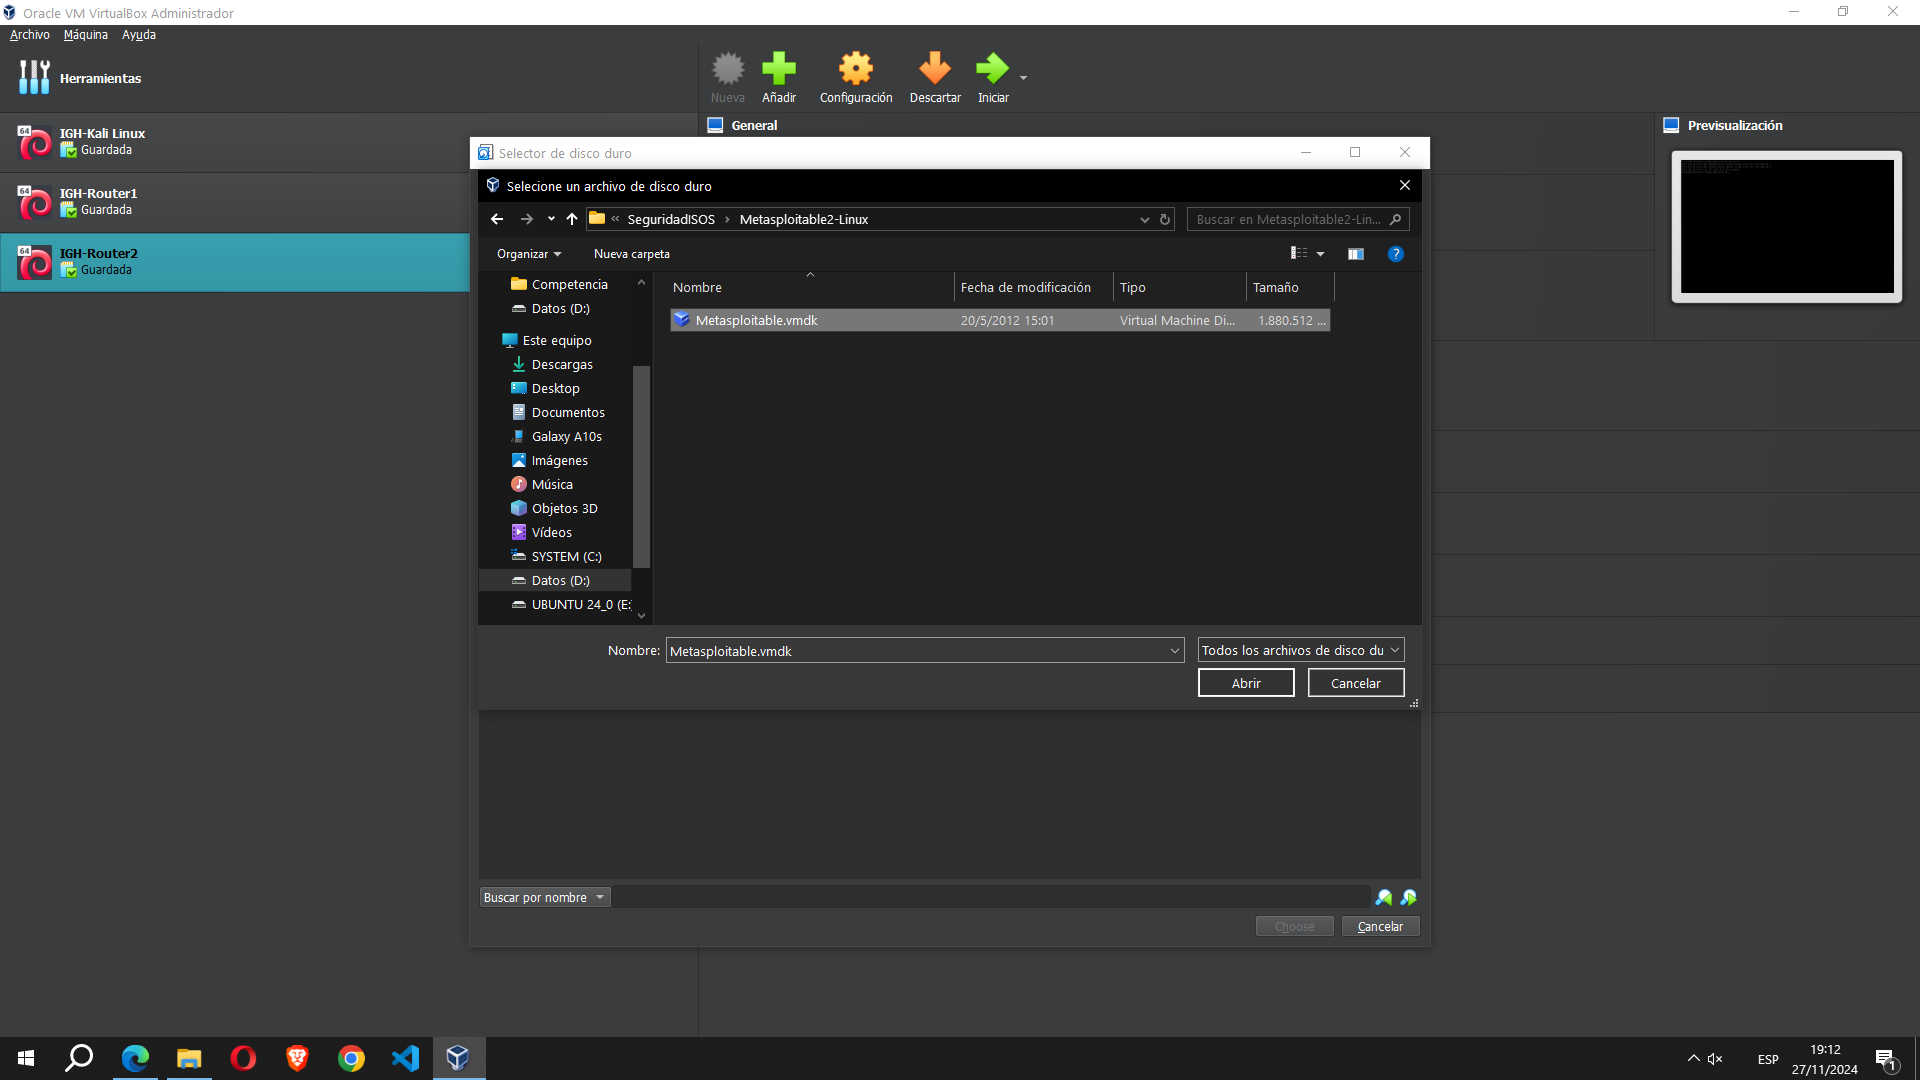 Oracle VM VirtualBox Administrador
Archivo Máquina Ayuda
Herramientas
Nueva Añadir Configuración Descartar Iniciar
64 IGH-Kali Linux
Guardada
64 IGH-Router1
Guardada
64 IGH-Router2
Guardada
General
Previsualización
Selector de disco duro
Selecione un archivo de disco duro
« SeguridadISOS › Metasploitable2-Linux
Buscar en Metasploitable2-Lin...
Organizar Nueva carpeta
Nombre Fecha de modificación Tipo Tamaño
Metasploitable.vmdk 20/5/2012 15:01 Virtual Machine Di... 1.880.512 ...
Competencia
Datos (D:)
Este equipo
Descargas
Desktop
Documentos
Galaxy A10s
Imágenes
Música
Objetos 3D
Vídeos
SYSTEM (C:)
Datos (D:)
UBUNTU 24_0 (E:
Nombre: Metasploitable.vmdk Todos los archivos de disco du
Abrir Cancelar
Buscar por nombre
Choose Cancelar
ESP
19:12
27/11/2024
1